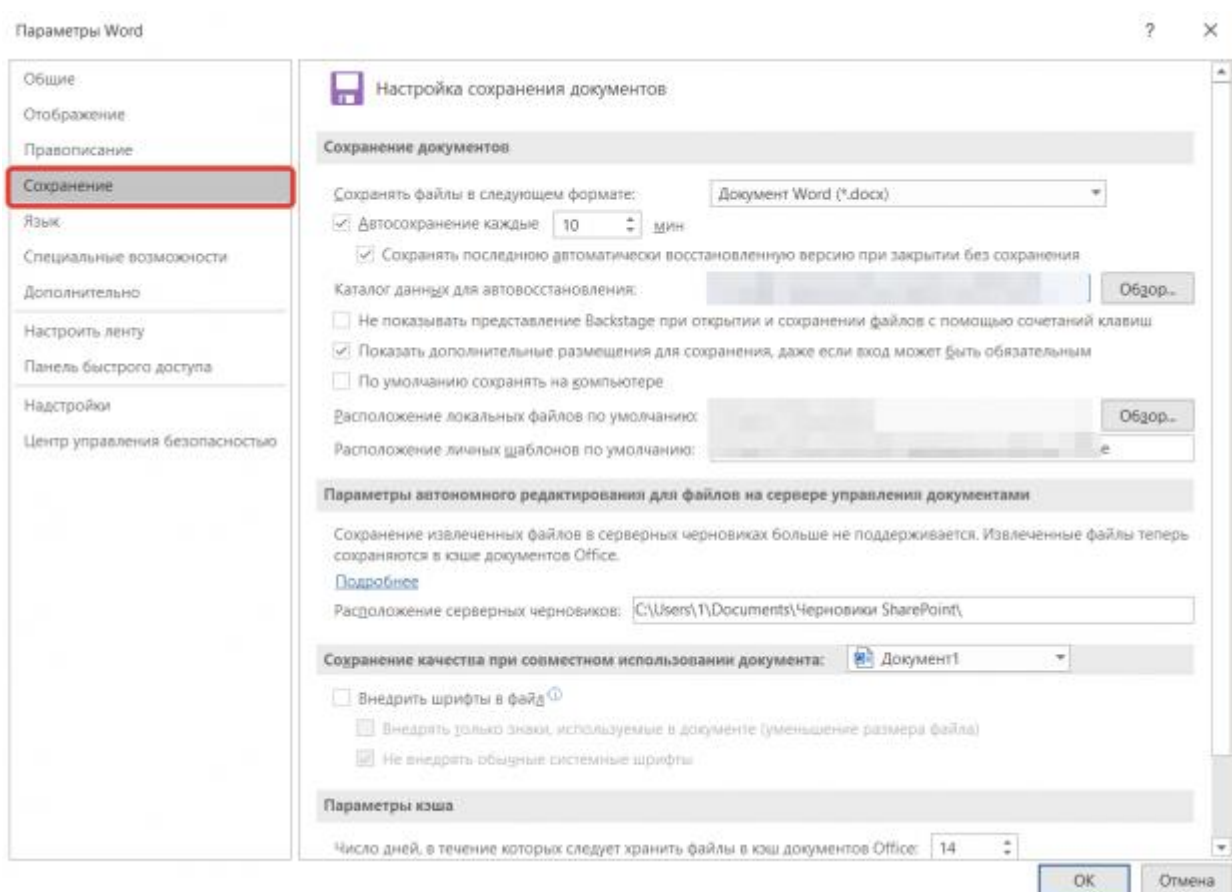 Параметры Word
?
Общие
Отображение
Правописание
Сохранение
Язык
Специальные возможности
Дополнительно
Настроить ленту
Панель быстрого доступа
Надстройки
Центр управления безопасностью
Настройка сохранения документов
Сохранение документов
Сохранять файлы в следующем формате: Документ Word (*.docx)
Автосохранение каждые 10 мин
Сохранять последнюю автоматически восстановленную версию при закрытии без сохранения
Каталог данных для автовосстановления: Обзор...
Не показывать представление Backstage при открытии и сохранении файлов с помощью сочетаний клавиш
Показать дополнительные размещения для сохранения, даже если вход может быть обязательным
По умолчанию сохранять на компьютере
Расположение локальных файлов по умолчанию: Обзор...
Расположение личных шаблонов по умолчанию: е
Параметры автономного редактирования для файлов на сервере управления документами
Сохранение извлеченных файлов в серверных черновиках больше не поддерживается. Извлеченные файлы теперь
сохраняются в кэше документов Office.
Подробнее
Расположение серверных черновиков: C:\Users\1\Documents\Черновики SharePoint\
Сохранение качества при совместном использовании документа: Документ1
Внедрить шрифты в файл
Внедрять только знаки, используемые в документе (уменьшение размера файла)
Не внедрять обычные системные шрифты
Параметры кэша
Число дней, в течение которых следует хранить файлы в кэш документов Office: 14
ОК
Отмена